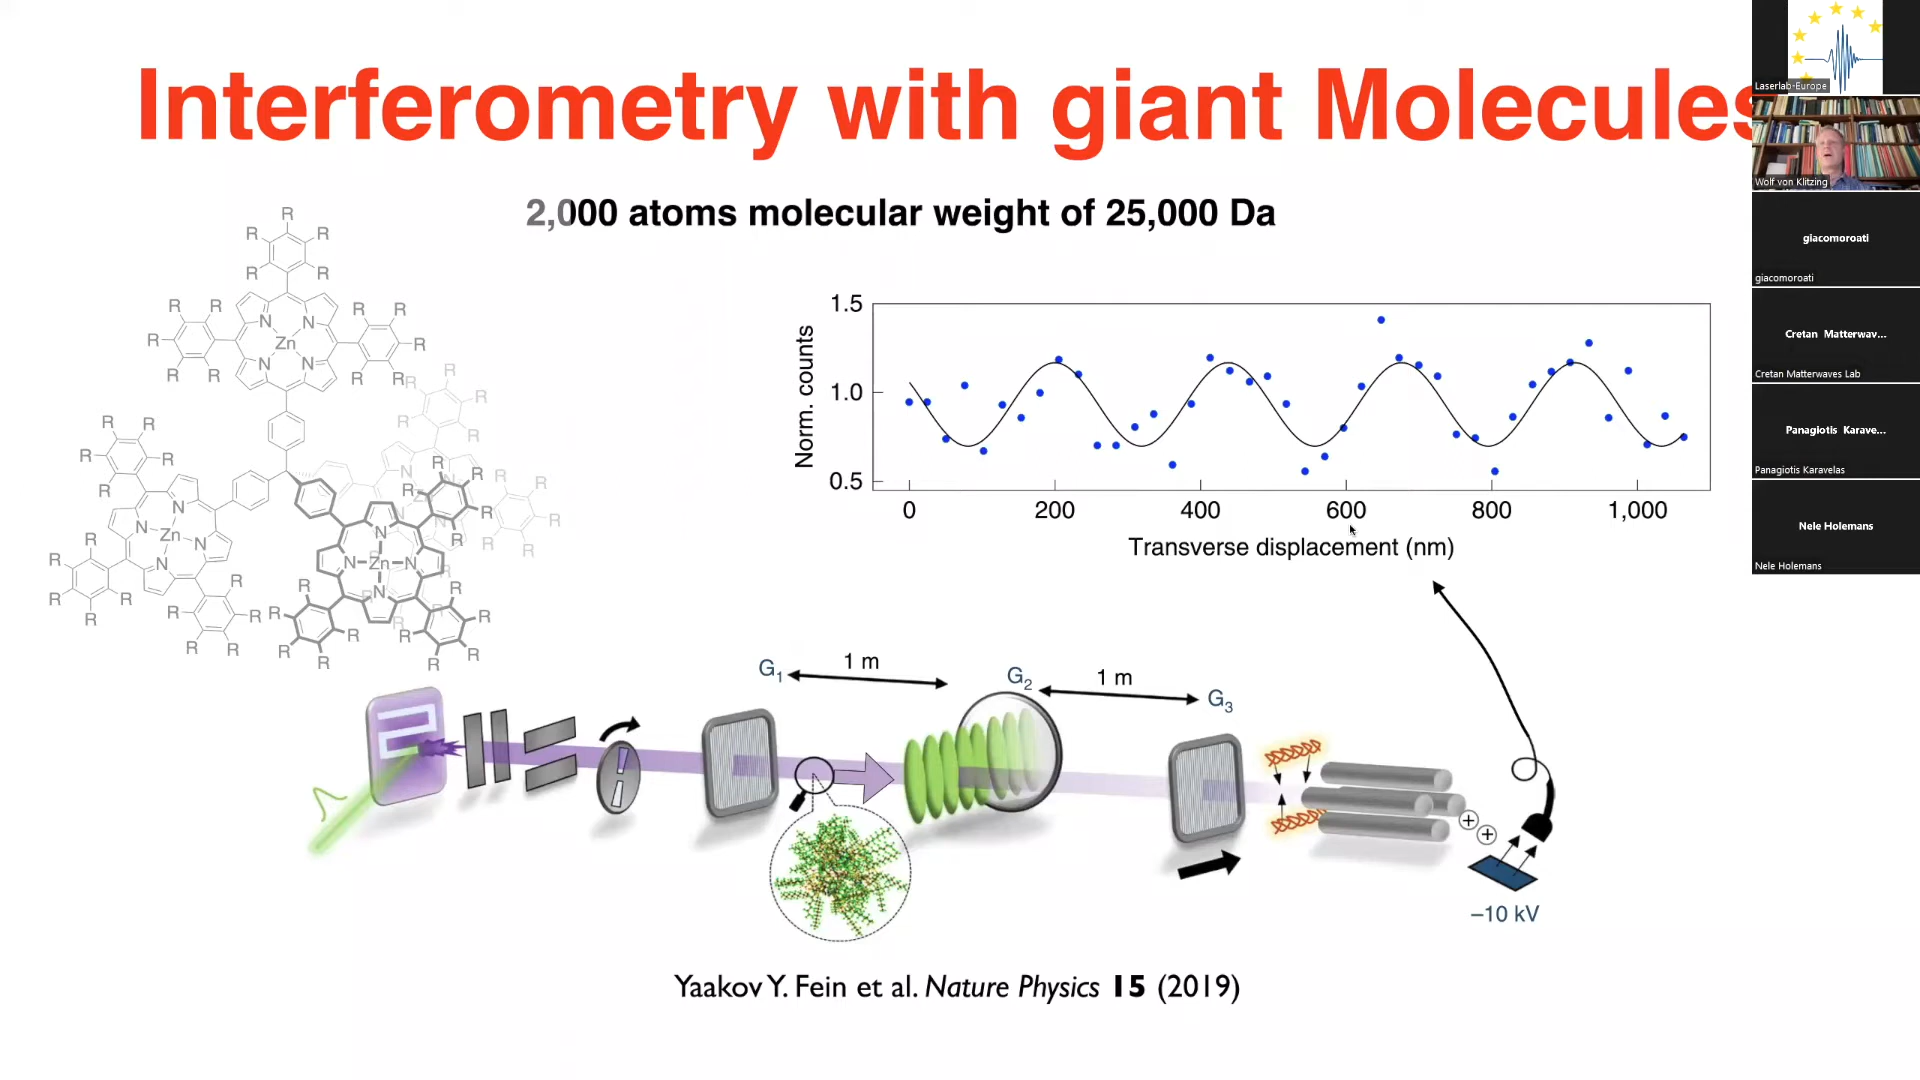 Interferometry with giant Molecules
2,000 atoms molecular weight of 25,000 Da
R
R R
R R
N N
Zn
N N
R R
R
R R
R R
R
R R
R R
R
R R
R
R R
R
R R
N
N Zn N
N
R
R
R R
R
R
R
R R
R R
R
R
R
R
N
N Zn N
N
R
R
R R
R
R
R
R
R R
R
R
R
R
R
R
R
R
R
Norm. counts
1.5
1.0
0.5
0 200 400 600 800 1,000
Transverse displacement (nm)
G1 1 m G2 1 m G3
+ +
–10 kV
Yaakov Y. Fein et al. Nature Physics 15 (2019)
Laserlab-Europe
Wolf von Klitzing
giacomoroati
giacomoroati
Cretan Matterwav...
Cretan Matterwaves Lab
Panagiotis Karave...
Panagiotis Karavelas
Nele Holemans
Nele Holemans